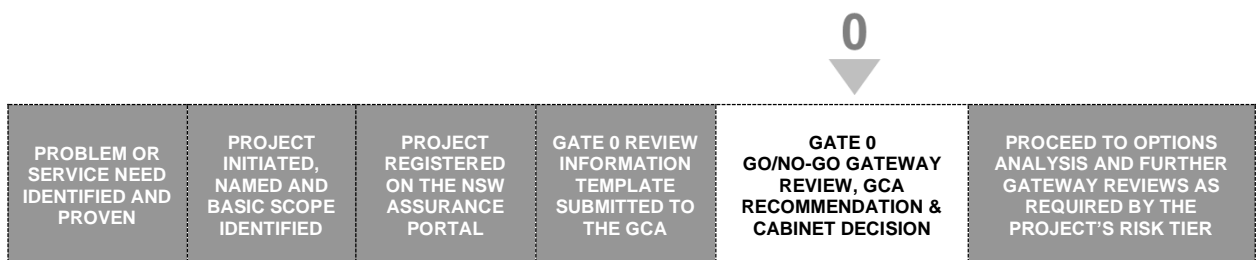 0
PROBLEM OR
SERVICE NEED
IDENTIFIED AND
PROVEN
PROJECT
INITIATED,
NAMED AND
BASIC SCOPE
IDENTIFIED
PROJECT
REGISTERED
ON THE NSW
ASSURANCE
PORTAL
GATE 0 REVIEW
INFORMATION
TEMPLATE
SUBMITTED TO
THE GCA
GATE 0
GO/NO-GO GATEWAY
REVIEW, GCA
RECOMMENDATION &
CABINET DECISION
PROCEED TO OPTIONS
ANALYSIS AND FURTHER
GATEWAY REVIEWS AS
REQUIRED BY THE
PROJECT'S RISK TIER